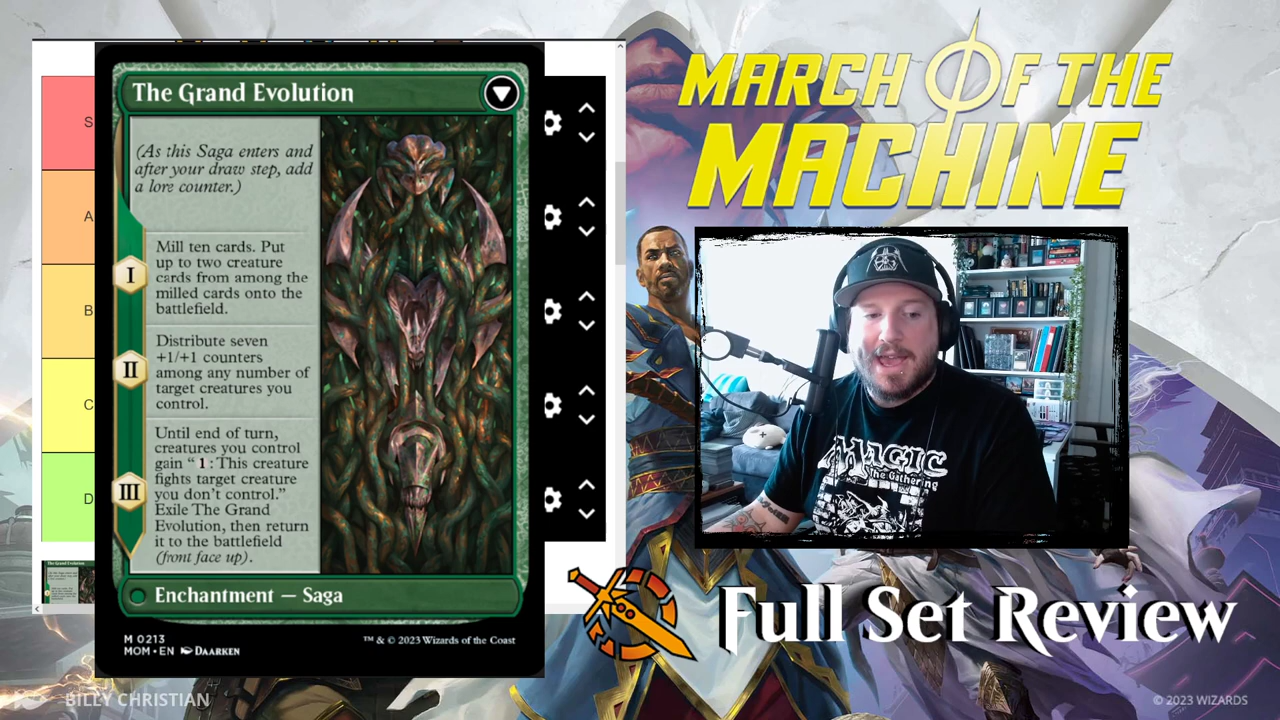 The Grand Evolution
(As this Saga enters and
after your draw step, add
a lore counter.)
I
Mill ten cards. Put
up to two creature
cards from among the
milled cards onto the
battlefield.
II
Distribute seven
+1/+1 counters
among any number of
target creatures you
control.
III
Until end of turn,
creatures you control
gain “1: This creature
fights target creature
you don’t control.”
Exile The Grand
Evolution, then return
it to the battlefield
(front face up).
Enchantment — Saga
M 0213
MOM • EN DAARKEN
™ & © 2023 Wizards of the Coast
S
A
B
C
D
The Grand Evolution
MARCH OF THE
MACHINE
MAGIC
The Gathering
Full Set Review
BILLY CHRISTIAN
© 2023 WIZARDS